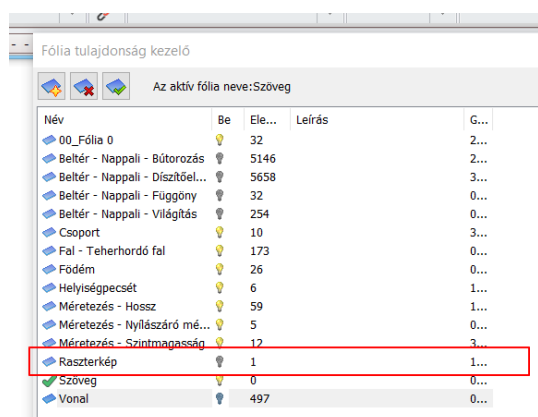 Fólia tulajdonság kezelő
Az aktív fólia neve:Szöveg
Név Be Ele... Leírás G...
00_Fólia 0 32 2...
Beltér - Nappali - Bútorozás 5146 2...
Beltér - Nappali - Díszítőel... 5658 3...
Beltér - Nappali - Függöny 32 0...
Beltér - Nappali - Világítás 254 0...
Csoport 10 3...
Fal - Teherhordó fal 173 0...
Födém 26 0...
Helyiségpecsét 6 1...
Méretezés - Hossz 59 1...
Méretezés - Nyílászáró mé... 5 0...
Méretezés - Szintmagasság 12 3...
Raszterkép 1 1...
Szöveg 0 0...
Vonal 497 0...